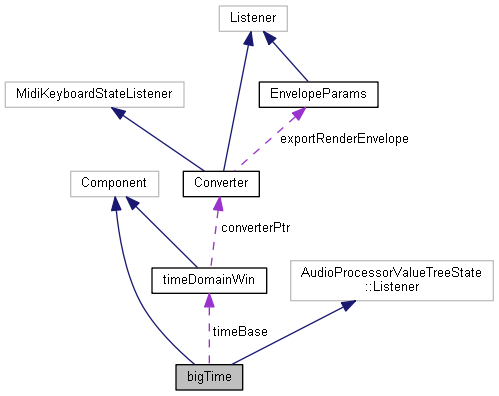 Listener
MidiKeyboardStateListener
EnvelopeParams
exportRenderEnvelope
Component
Converter
converterPtr
timeDomainWin
AudioProcessorValueTreeState
::Listener
timeBase
bigTime